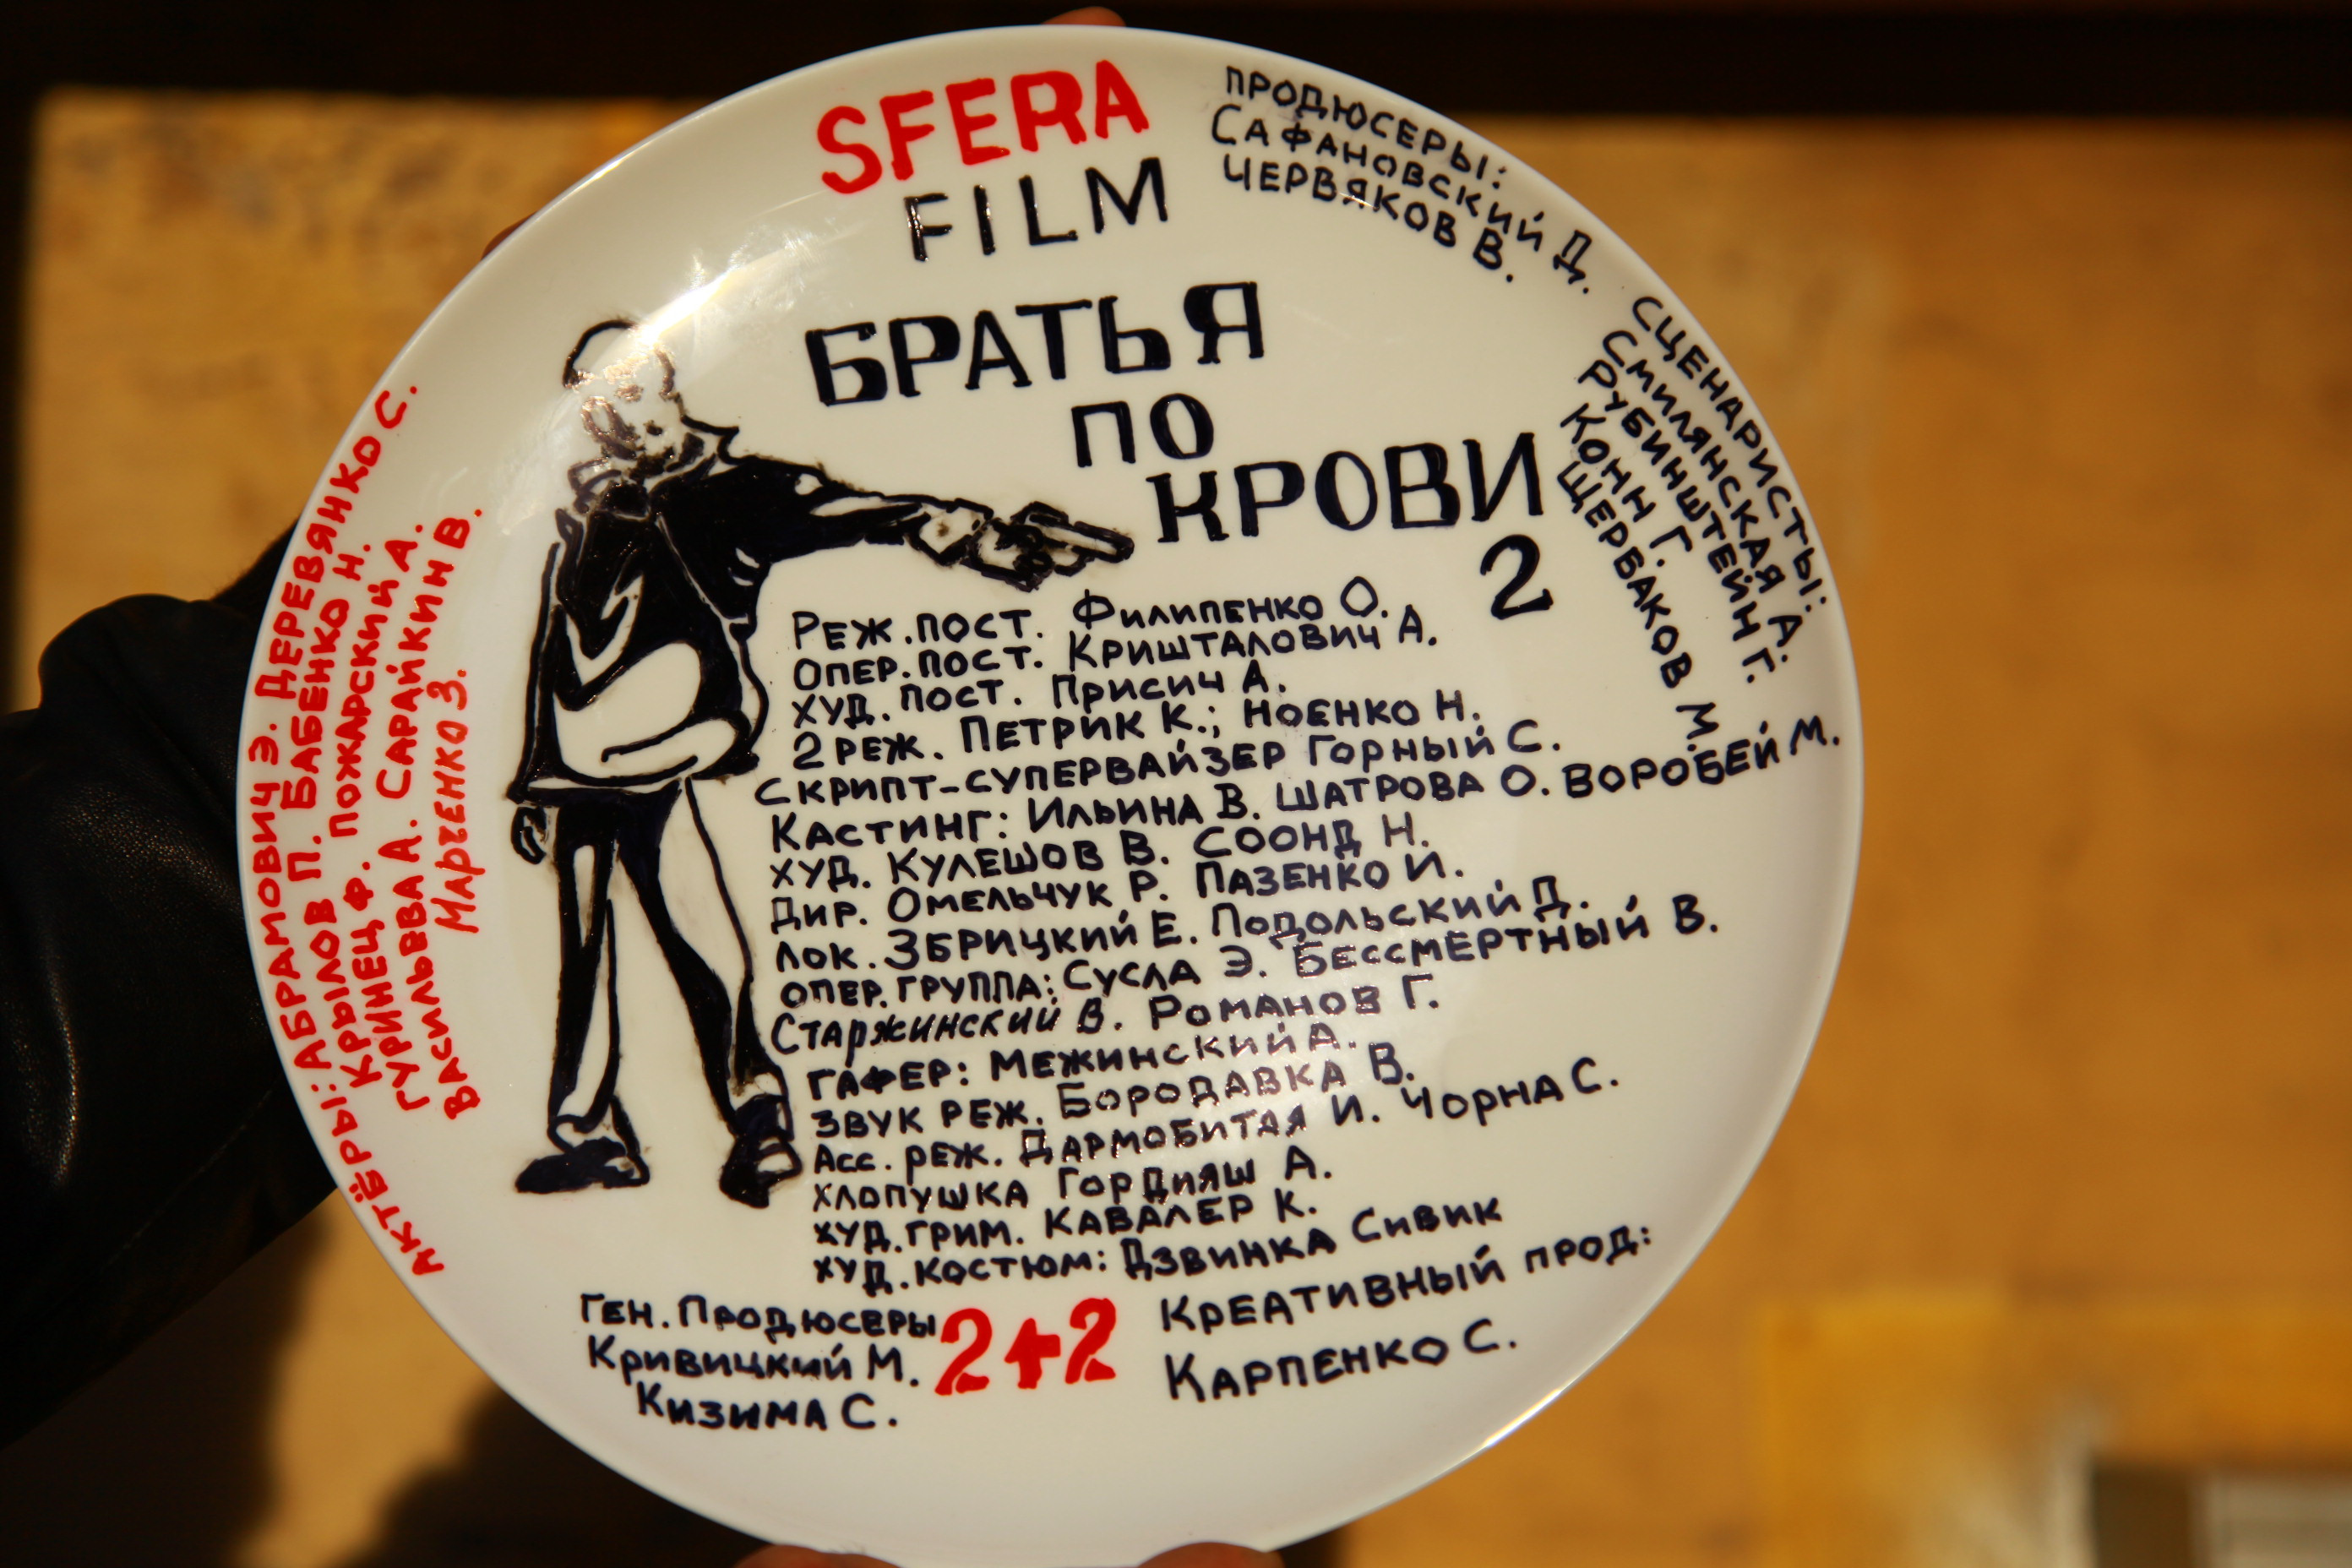 SFERA
FILM
ПРОДЮСЕРЫ:
САФАНОВСКИЙ Д.
ЧЕРВЯКОВ В.
СЦЕНАРИСТЫ:
СМИЛЯНСКАЯ А.
РУБИНШТЕЙН Г.
КОНН Г.
ЩЕРБАКОВ М.
БРАТЬЯ
ПО
КРОВИ
2
РЕЖ.ПОСТ. ФИЛИПЕНКО О.
ОПЕР.ПОСТ. КРИШТАЛОВИЧ А.
ХУД.ПОСТ. ПРИСИЧ А.
2 РЕЖ. ПЕТРИК К.; НОЕНКО Н.
СКРИПТ-СУПЕРВАЙЗЕР ГОРНЫЙ С.
КАСТИНГ: ИЛЬИНА В. ШАТРОВА О. ВОРОБЕЙ М.
ХУД. КУЛЕШОВ В. СООНД Н.
ДИР. ОМЕЛЬЧУК Р. ПАЗЕНКО И.
ЛОК. ЗБРИЦКИЙ Е. ПОДОЛЬСКИЙ Д.
ОПЕР.ГРУППА: СУСЛА Э. БЕССМЕРТНЫЙ В.
СТАРЖИНСКИЙ В. РОМАНОВ Г.
ГАФЕР: МЕЖИНСКИЙ А.
ЗВУК РЕЖ. БОРОДАВКА В.
АСС. РЕЖ. ДАРМОБИТАЯ И. ЧОРНА С.
ХЛОПУШКА ГОРДИЯШ А.
ХУД.ГРИМ. КАВАЛЕР К.
ХУД.КОСТЮМ: ДЗВИНКА СИВИК
ГЕН.ПРОДЮСЕРЫ
КРИВИЦКИЙ М.
КИЗИМА С.
2+2
КРЕАТИВНЫЙ ПРОД:
КАРПЕНКО С.
АКТЁРЫ: АБРАМОВИЧ Э. ДЕРЕВЯНКО С.
КРЫЛОВ П. БАБЕНКО Н.
ГУРИНЕЦ Ф. ПОЖАРСКИЙ А.
ВАСИЛЬВВА А. САРАЙКИН В.
МАРЧЕНКО З.